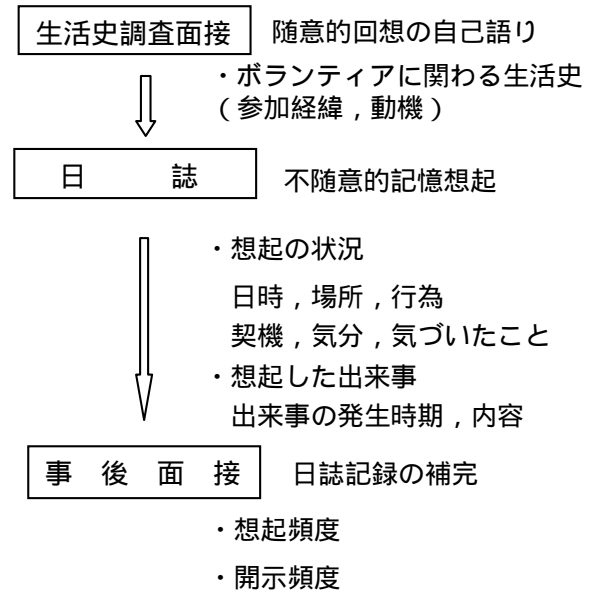 生活史調査面接 随意的回想の自己語り
・ボランティアに関わる生活史
(参加経緯,動機)
日 誌 不随意的記憶想起
・想起の状況
日時,場所,行為
契機,気分,気づいたこと
・想起した出来事
出来事の発生時期,内容
事 後 面 接 日誌記録の補完
・想起頻度
・開示頻度